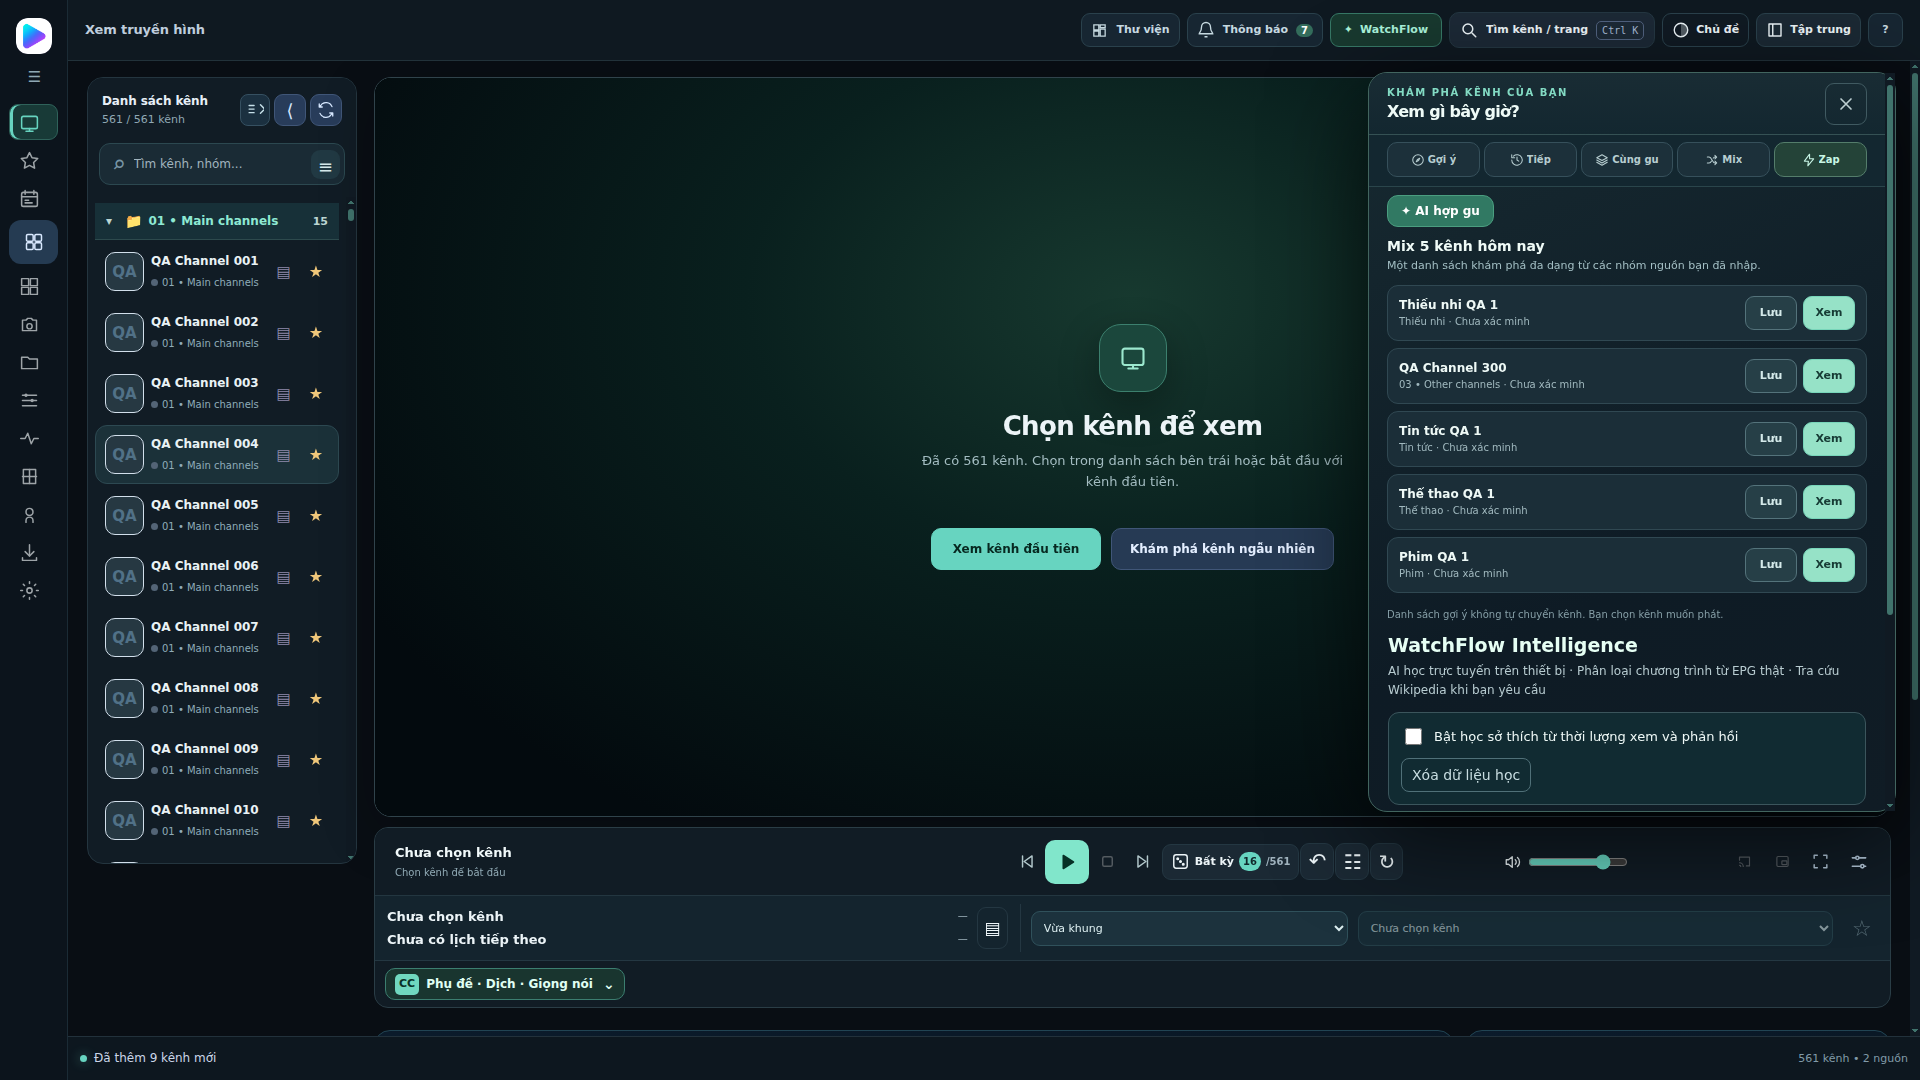 Xem truyền hình
Thư viện
Thông báo 7
✦ WatchFlow
Tìm kênh / trang Ctrl K
Chủ đề
Tập trung
?
Danh sách kênh
561 / 561 kênh
Tìm kênh, nhóm...
01 • Main channels 15
QA QA Channel 001
01 • Main channels
QA QA Channel 002
01 • Main channels
QA QA Channel 003
01 • Main channels
QA QA Channel 004
01 • Main channels
QA QA Channel 005
01 • Main channels
QA QA Channel 006
01 • Main channels
QA QA Channel 007
01 • Main channels
QA QA Channel 008
01 • Main channels
QA QA Channel 009
01 • Main channels
QA QA Channel 010
01 • Main channels
Chọn kênh để xem
Đã có 561 kênh. Chọn trong danh sách bên trái hoặc bắt đầu với
kênh đầu tiên.
Xem kênh đầu tiên
Khám phá kênh ngẫu nhiên
KHÁM PHÁ KÊNH CỦA BẠN
Xem gì bây giờ?
Gợi ý
Tiếp
Cùng gu
Mix
Zap
✦ AI hợp gu
Mix 5 kênh hôm nay
Một danh sách khám phá đa dạng từ các nhóm nguồn bạn đã nhập.
Thiếu nhi QA 1
Thiếu nhi · Chưa xác minh
Lưu Xem
QA Channel 300
03 • Other channels · Chưa xác minh
Lưu Xem
Tin tức QA 1
Tin tức · Chưa xác minh
Lưu Xem
Thể thao QA 1
Thể thao · Chưa xác minh
Lưu Xem
Phim QA 1
Phim · Chưa xác minh
Lưu Xem
Danh sách gợi ý không tự chuyển kênh. Bạn chọn kênh muốn phát.
WatchFlow Intelligence
AI học trực tuyến trên thiết bị · Phân loại chương trình từ EPG thật · Tra cứu
Wikipedia khi bạn yêu cầu
Bật học sở thích từ thời lượng xem và phản hồi
Xóa dữ liệu học
Chưa chọn kênh
Chọn kênh để bắt đầu
Bất kỳ 16 /561
Chưa chọn kênh —
Chưa có lịch tiếp theo —
Vừa khung
Chưa chọn kênh
CC Phụ đề · Dịch · Giọng nói
Đã thêm 9 kênh mới
561 kênh • 2 nguồn